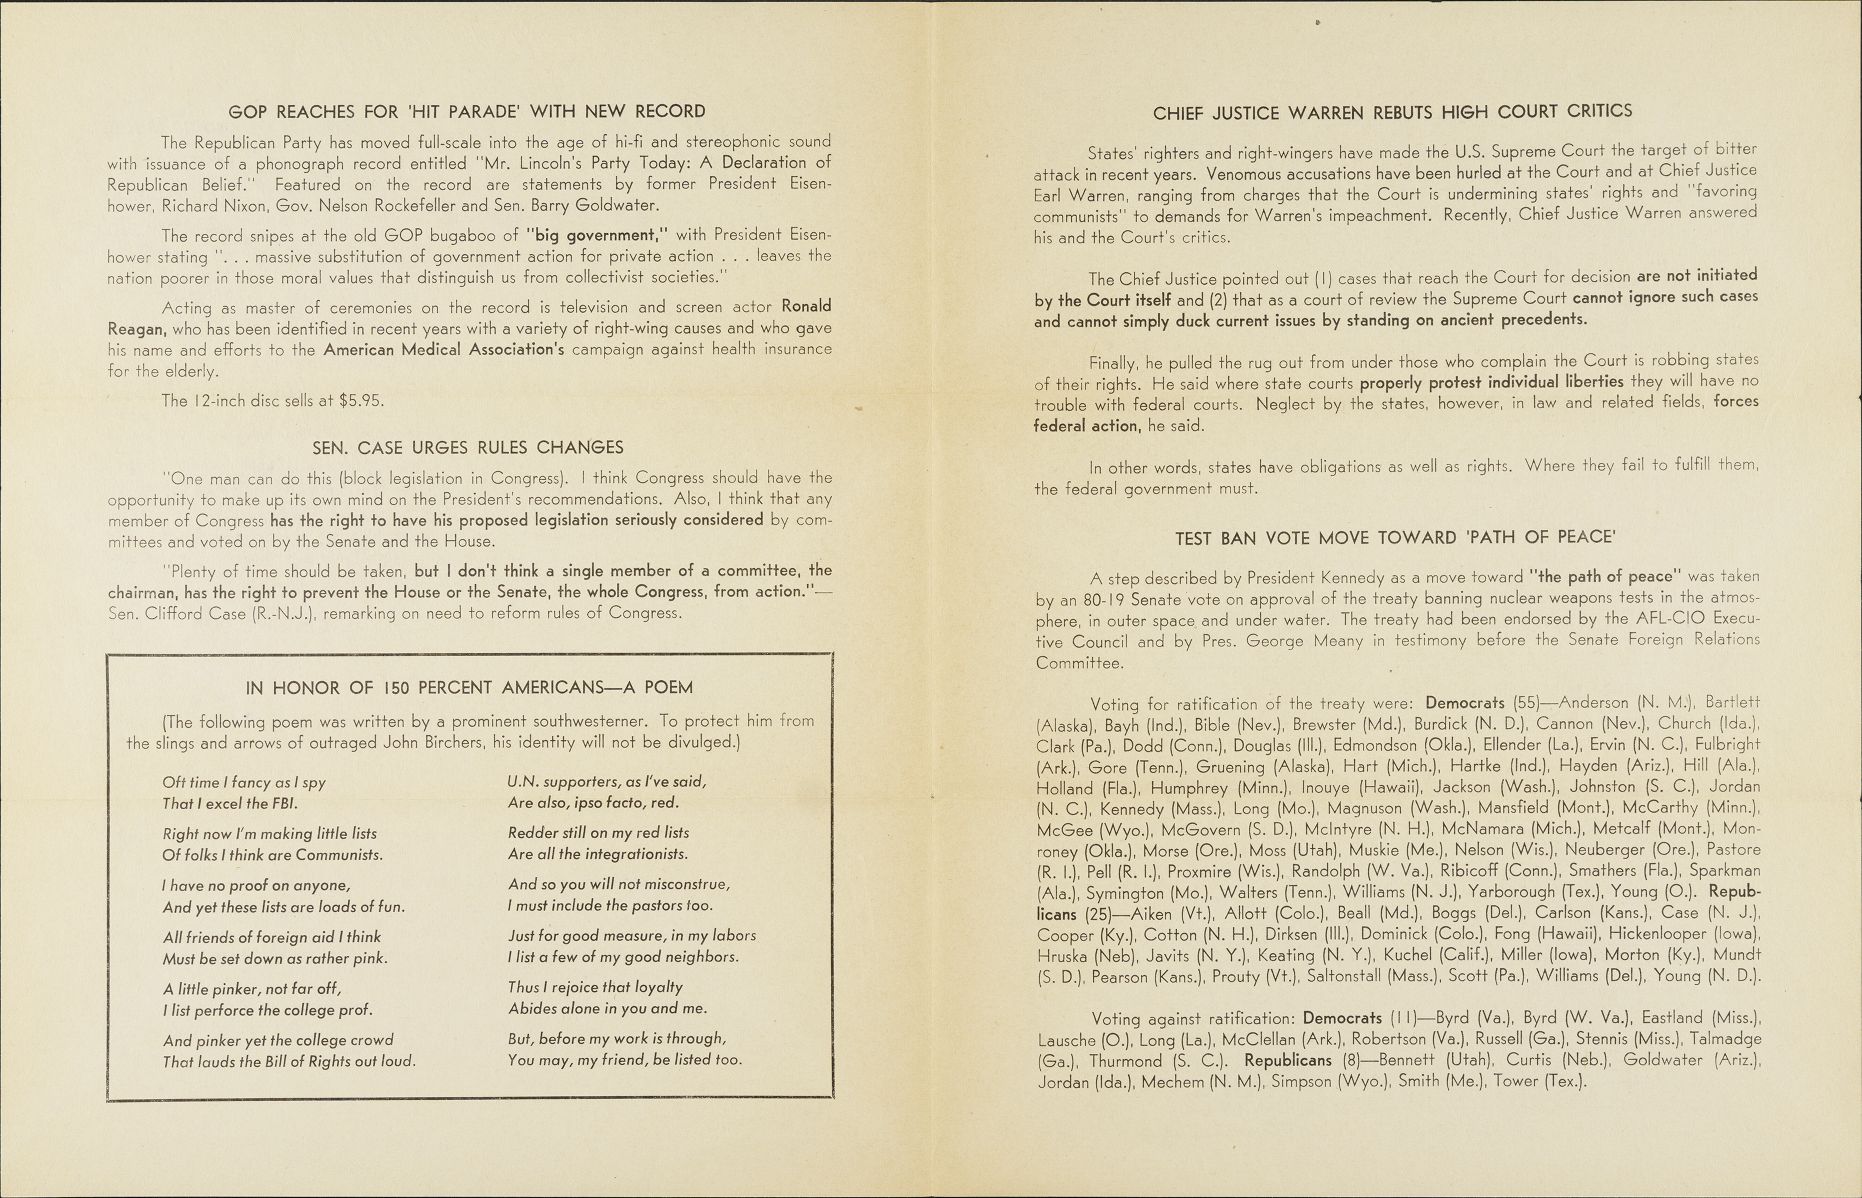 GOP REACHES FOR 'HIT PARADE' WITH NEW RECORD
The Republican Party has moved full-scale into the age of hi-fi and stereophonic sound
with issuance of a phonograph record entitled "Mr. Lincoln's Party Today: A Declaration of
Republican Belief." Featured on the record are statements by former President Eisen-
hower, Richard Nixon, Gov. Nelson Rockefeller and Sen. Barry Goldwater.
The record snipes at the old GOP bugaboo of "big government," with President Eisen-
hower stating ". . . massive substitution of government action for private action . . . leaves the
nation poorer in those moral values that distinguish us from collectivist societies."
Acting as master of ceremonies on the record is television and screen actor Ronald
Reagan, who has been identified in recent years with a variety of right-wing causes and who gave
his name and efforts to the American Medical Association's campaign against health insurance
for the elderly.
The 12-inch disc sells at $5.95.
SEN. CASE URGES RULES CHANGES
"One man can do this (block legislation in Congress). I think Congress should have the
opportunity to make up its own mind on the President's recommendations. Also, I think that any
member of Congress has the right to have his proposed legislation seriously considered by com-
mittees and voted on by the Senate and the House.
"Plenty of time should be taken, but I don't think a single member of a committee, the
chairman, has the right to prevent the House or the Senate, the whole Congress, from action."—
Sen. Clifford Case (R.-N.J.), remarking on need to reform rules of Congress.
IN HONOR OF 150 PERCENT AMERICANS—A POEM
(The following poem was written by a prominent southwesterner. To protect him from
the slings and arrows of outraged John Birchers, his identity will not be divulged.)
Oft time I fancy as I spy
That I excel the FBI.
Right now I'm making little lists
Of folks I think are Communists.
I have no proof on anyone,
And yet these lists are loads of fun.
All friends of foreign aid I think
Must be set down as rather pink.
A little pinker, not far off,
I list perforce the college prof.
And pinker yet the college crowd
That lauds the Bill of Rights out loud.
U.N. supporters, as I've said,
Are also, ipso facto, red.
Redder still on my red lists
Are all the integrationists.
And so you will not misconstrue,
I must include the pastors too.
Just for good measure, in my labors
I list a few of my good neighbors.
Thus I rejoice that loyalty
Abides alone in you and me.
But, before my work is through,
You may, my friend, be listed too.
CHIEF JUSTICE WARREN REBUTS HIGH COURT CRITICS
States' righters and right-wingers have made the U.S. Supreme Court the target of bitter
attack in recent years. Venomous accusations have been hurled at the Court and at Chief Justice
Earl Warren, ranging from charges that the Court is undermining states' rights and "favoring
communists" to demands for Warren's impeachment. Recently, Chief Justice Warren answered
his and the Court's critics.
The Chief Justice pointed out (1) cases that reach the Court for decision are not initiated
by the Court itself and (2) that as a court of review the Supreme Court cannot ignore such cases
and cannot simply duck current issues by standing on ancient precedents.
Finally, he pulled the rug out from under those who complain the Court is robbing states
of their rights. He said where state courts properly protest individual liberties they will have no
trouble with federal courts. Neglect by the states, however, in law and related fields, forces
federal action, he said.
In other words, states have obligations as well as rights. Where they fail to fulfill them,
the federal government must.
TEST BAN VOTE MOVE TOWARD 'PATH OF PEACE'
A step described by President Kennedy as a move toward "the path of peace" was taken
by an 80-19 Senate vote on approval of the treaty banning nuclear weapons tests in the atmos-
phere, in outer space and under water. The treaty had been endorsed by the AFL-CIO Execu-
tive Council and by Pres. George Meany in testimony before the Senate Foreign Relations
Committee.
Voting for ratification of the treaty were: Democrats (55)—Anderson (N. M.), Bartlett
(Alaska), Bayh (Ind.), Bible (Nev.), Brewster (Md.), Burdick (N. D.), Cannon (Nev.), Church (Ida.),
Clark (Pa.), Dodd (Conn.), Douglas (Ill.), Edmondson (Okla.), Ellender (La.), Ervin (N. C.), Fulbright
(Ark.), Gore (Tenn.), Gruening (Alaska), Hart (Mich.), Hartke (Ind.), Hayden (Ariz.), Hill (Ala.),
Holland (Fla.), Humphrey (Minn.), Inouye (Hawaii), Jackson (Wash.), Johnston (S. C.), Jordan
(N. C.), Kennedy (Mass.), Long (Mo.), Magnuson (Wash.), Mansfield (Mont.), McCarthy (Minn.),
McGee (Wyo.), McGovern (S. D.), McIntyre (N. H.), McNamara (Mich.), Metcalf (Mont.), Mon-
roney (Okla.), Morse (Ore.), Moss (Utah), Muskie (Me.), Nelson (Wis.), Neuberger (Ore.), Pastore
(R. I.), Pell (R. I.), Proxmire (Wis.), Randolph (W. Va.), Ribicoff (Conn.), Smathers (Fla.), Sparkman
(Ala.), Symington (Mo.), Walters (Tenn.), Williams (N. J.), Yarborough (Tex.), Young (O.). Repub-
licans (25)—Aiken (Vt.), Allott (Colo.), Beall (Md.), Boggs (Del.), Carlson (Kans.), Case (N. J.),
Cooper (Ky.), Cotton (N. H.), Dirksen (Ill.), Dominick (Colo.), Fong (Hawaii), Hickenlooper (Iowa),
Hruska (Neb), Javits (N. Y.), Keating (N. Y.), Kuchel (Calif.), Miller (Iowa), Morton (Ky.), Mundt
(S. D.), Pearson (Kans.), Prouty (Vt.), Saltonstall (Mass.), Scott (Pa.), Williams (Del.), Young (N. D.).
Voting against ratification: Democrats (11)—Byrd (Va.), Byrd (W. Va.), Eastland (Miss.),
Lausche (O.), Long (La.), McClellan (Ark.), Robertson (Va.), Russell (Ga.), Stennis (Miss.), Talmadge
(Ga.), Thurmond (S. C.). Republicans (8)—Bennett (Utah), Curtis (Neb.), Goldwater (Ariz.),
Jordan (Ida.), Mechem (N. M.), Simpson (Wyo.), Smith (Me.), Tower (Tex.).